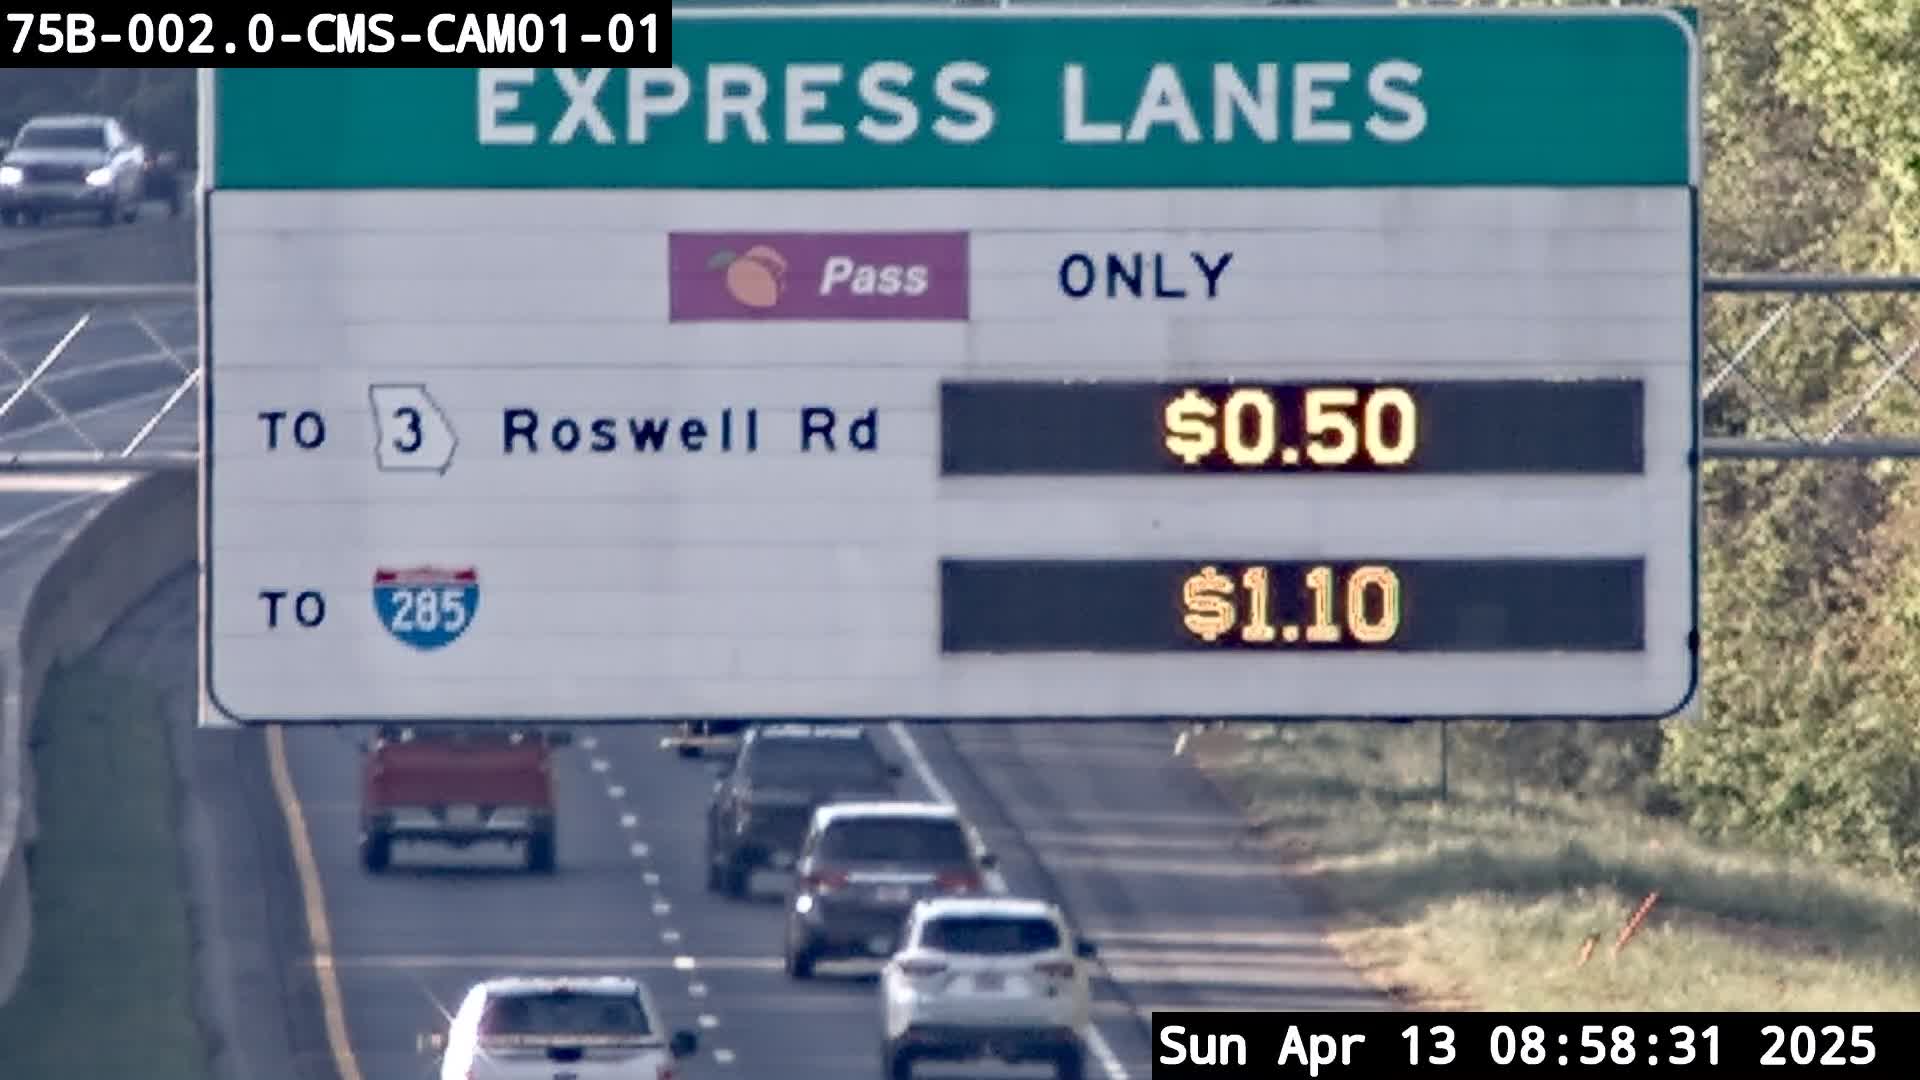 75B-002.0-CMS-CAM01-01
EXPRESS LANES
Pass ONLY
TO 3 Roswell Rd $0.50
TO 285 $1.10
Sun Apr 13 08:58:31 2025